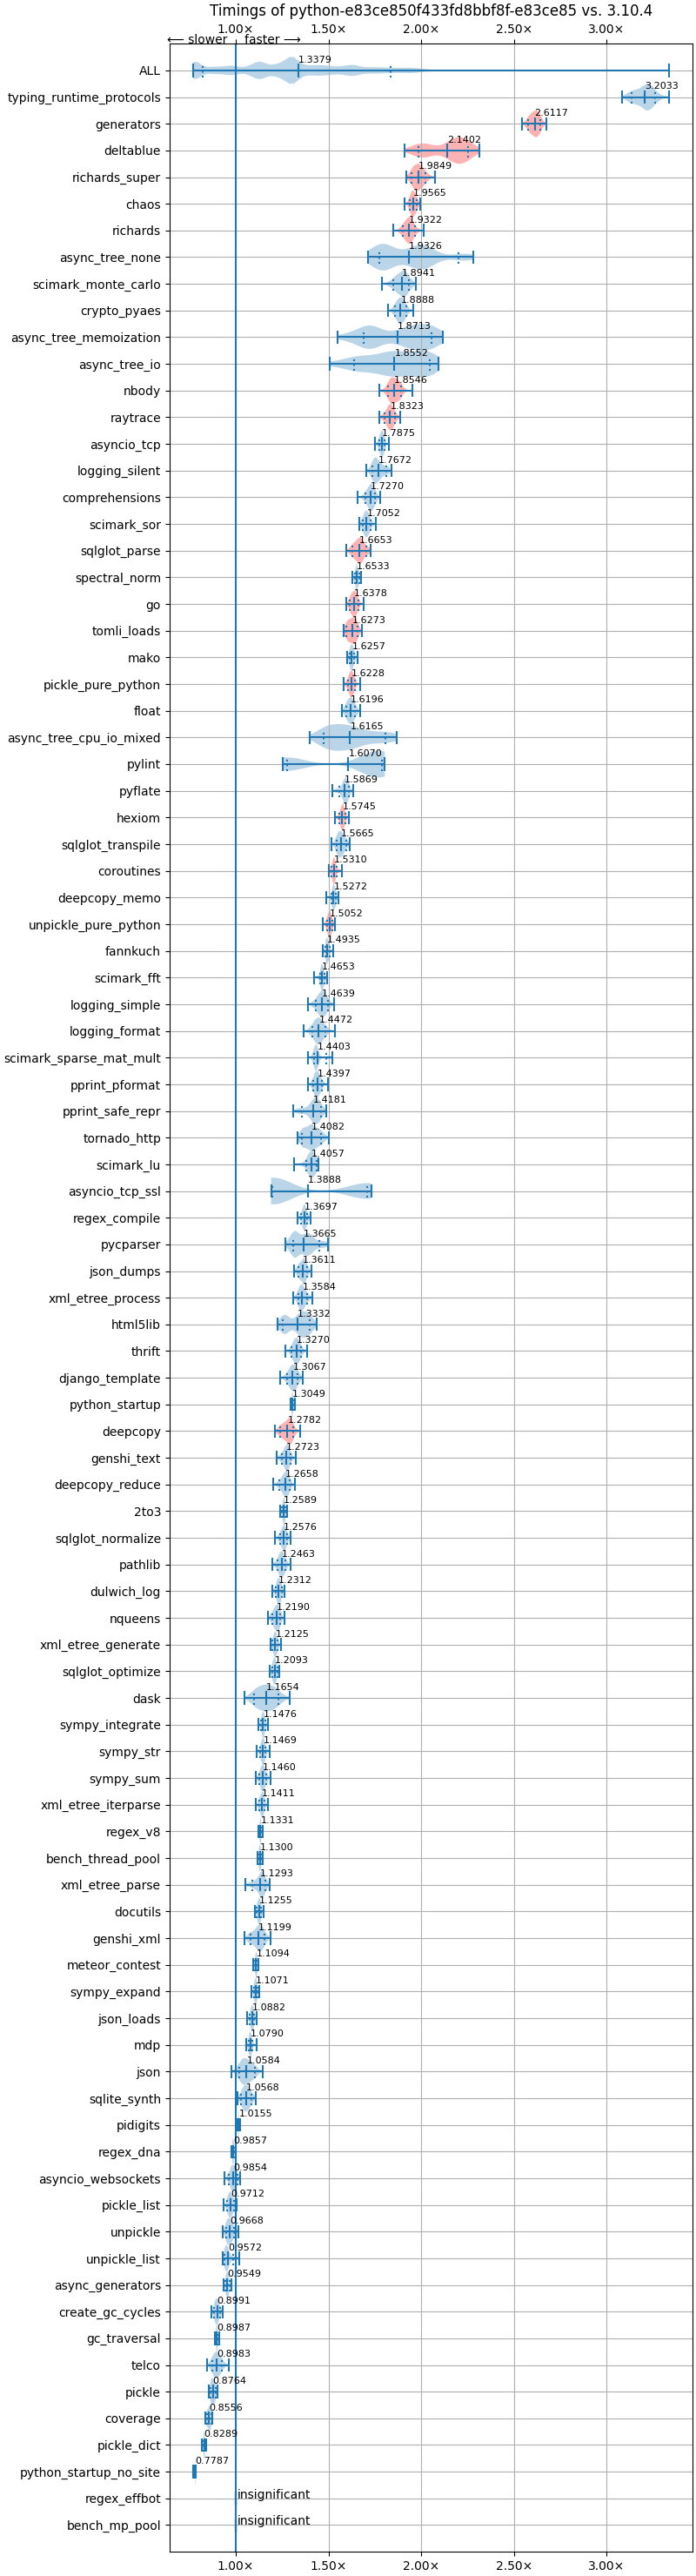 Timings of python-e83ce850f433fd8bbf8f-e83ce85 vs. 3.10.4
1.00× 1.50× 2.00× 2.50× 3.00×
⟵ slower faster ⟶
ALL 1.3379
typing_runtime_protocols 3.2033
generators 2.6117
deltablue 2.1402
richards_super 1.9849
chaos 1.9565
richards 1.9322
async_tree_none 1.9326
scimark_monte_carlo 1.8941
crypto_pyaes 1.8888
async_tree_memoization 1.8713
async_tree_io 1.8552
nbody 1.8546
raytrace 1.8323
asyncio_tcp 1.7875
logging_silent 1.7672
comprehensions 1.7270
scimark_sor 1.7052
sqlglot_parse 1.6653
spectral_norm 1.6533
go 1.6378
tomli_loads 1.6273
mako 1.6257
pickle_pure_python 1.6228
float 1.6196
async_tree_cpu_io_mixed 1.6165
pylint 1.6070
pyflate 1.5869
hexiom 1.5745
sqlglot_transpile 1.5665
coroutines 1.5310
deepcopy_memo 1.5272
unpickle_pure_python 1.5052
fannkuch 1.4935
scimark_fft 1.4653
logging_simple 1.4639
logging_format 1.4472
scimark_sparse_mat_mult 1.4403
pprint_pformat 1.4397
pprint_safe_repr 1.4181
tornado_http 1.4082
scimark_lu 1.4057
asyncio_tcp_ssl 1.3888
regex_compile 1.3697
pycparser 1.3665
json_dumps 1.3611
xml_etree_process 1.3584
html5lib 1.3332
thrift 1.3270
django_template 1.3067
python_startup 1.3049
deepcopy 1.2782
genshi_text 1.2723
deepcopy_reduce 1.2658
2to3 1.2589
sqlglot_normalize 1.2576
pathlib 1.2463
dulwich_log 1.2312
nqueens 1.2190
xml_etree_generate 1.2125
sqlglot_optimize 1.2093
dask 1.1654
sympy_integrate 1.1476
sympy_str 1.1469
sympy_sum 1.1460
xml_etree_iterparse 1.1411
regex_v8 1.1331
bench_thread_pool 1.1300
xml_etree_parse 1.1293
docutils 1.1255
genshi_xml 1.1199
meteor_contest 1.1094
sympy_expand 1.1071
json_loads 1.0882
mdp 1.0790
json 1.0584
sqlite_synth 1.0568
pidigits 1.0155
regex_dna 0.9857
asyncio_websockets 0.9854
pickle_list 0.9712
unpickle 0.9668
unpickle_list 0.9572
async_generators 0.9549
create_gc_cycles 0.8991
gc_traversal 0.8987
telco 0.8983
pickle 0.8764
coverage 0.8556
pickle_dict 0.8289
python_startup_no_site 0.7787
regex_effbot insignificant
bench_mp_pool insignificant
1.00× 1.50× 2.00× 2.50× 3.00×